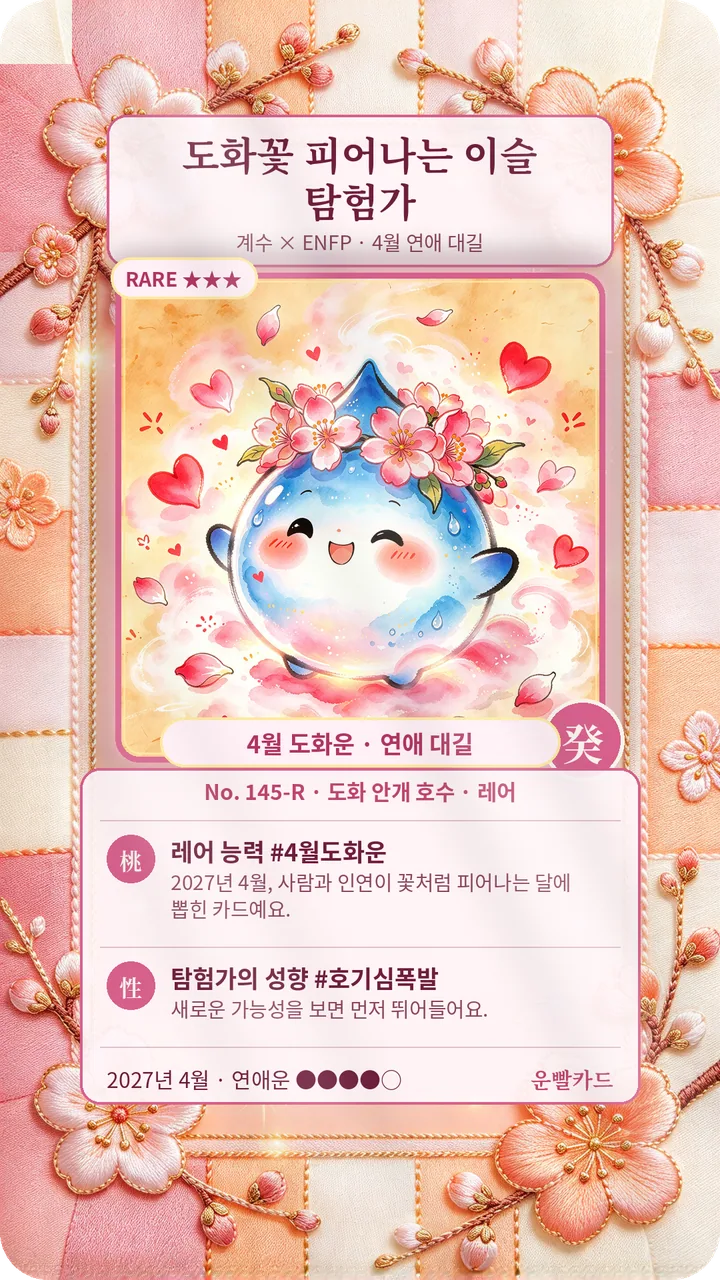 도화꽃 피어나는 이슬
탐험가
계수 × ENFP · 4월 연애 대길
RARE ★★★
4월 도화운 · 연애 대길
癸
No. 145-R · 도화 안개 호수 · 레어
桃
레어 능력 #4월도화운
2027년 4월, 사람과 인연이 꽃처럼 피어나는 달에
뽑힌 카드예요.
性
탐험가의 성향 #호기심폭발
새로운 가능성을 보면 먼저 뛰어들어요.
2027년 4월 · 연애운 ●●●●○
운빨카드